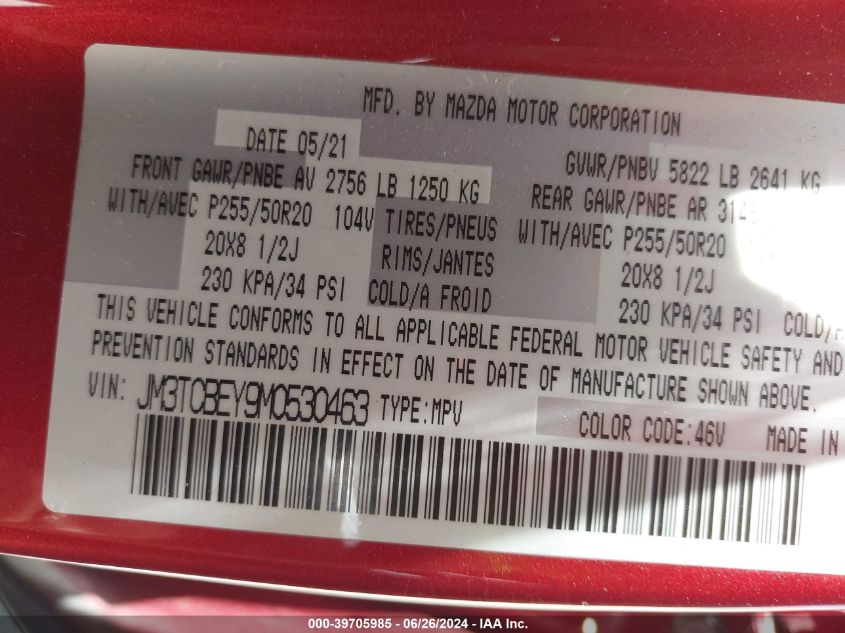 MFD. BY MAZDA MOTOR CORPORATION
DATE 05/21 GVWR/PNBV 5822 LB 2641 KG
FRONT GAWR/PNBE AV 2756 LB 1250 KG REAR GAWR/PNBE AR
WITH/AVEC P255/50R20 104V TIRES/PNEUS WITH/AVEC P255/50R20
20X8 1/2J RIMS/JANTES 20X8 1/2J
230 KPA/34 PSI COLD/A FROID 230 KPA/34 PSI COLD/A
THIS VEHICLE CONFORMS TO ALL APPLICABLE FEDERAL MOTOR VEHICLE SAFETY AND
PREVENTION STANDARDS IN EFFECT ON THE DATE OF MANUFACTURE SHOWN ABOVE.
VIN: JM3TCBEY9M0530463 TYPE:MPV COLOR CODE:46V MADE IN
000-39705985 - 06/26/2024 - IAA Inc.